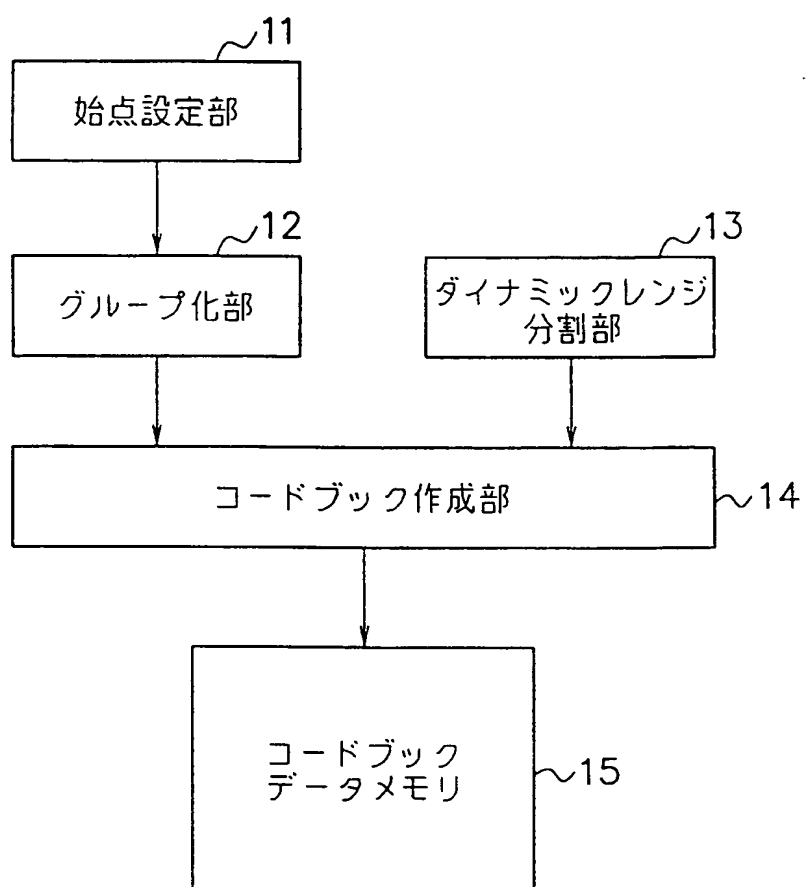 11
始点設定部
12
グループ化部
13
ダイナミックレンジ
分割部
コードブック作成部
14
コードブック
データメモリ
15